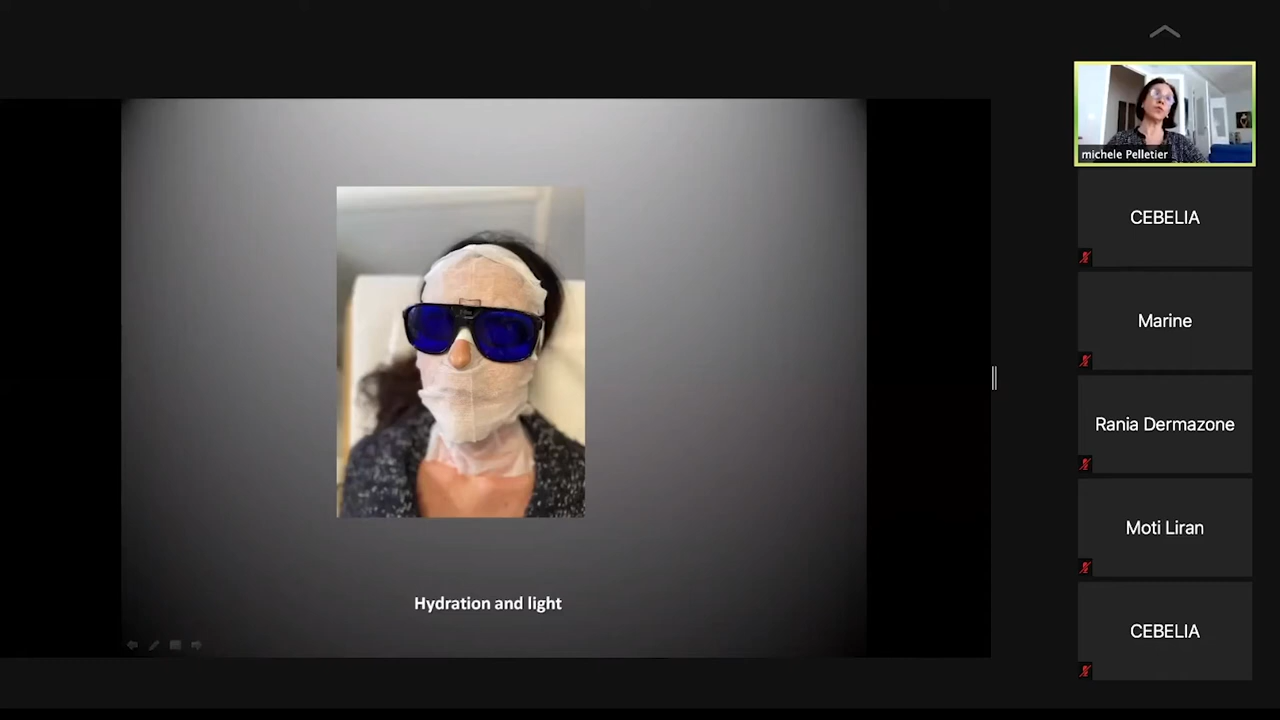 michele Pelletier
CEBELIA
Marine
Rania Dermazone
Moti Liran
CEBELIA
Hydration and light